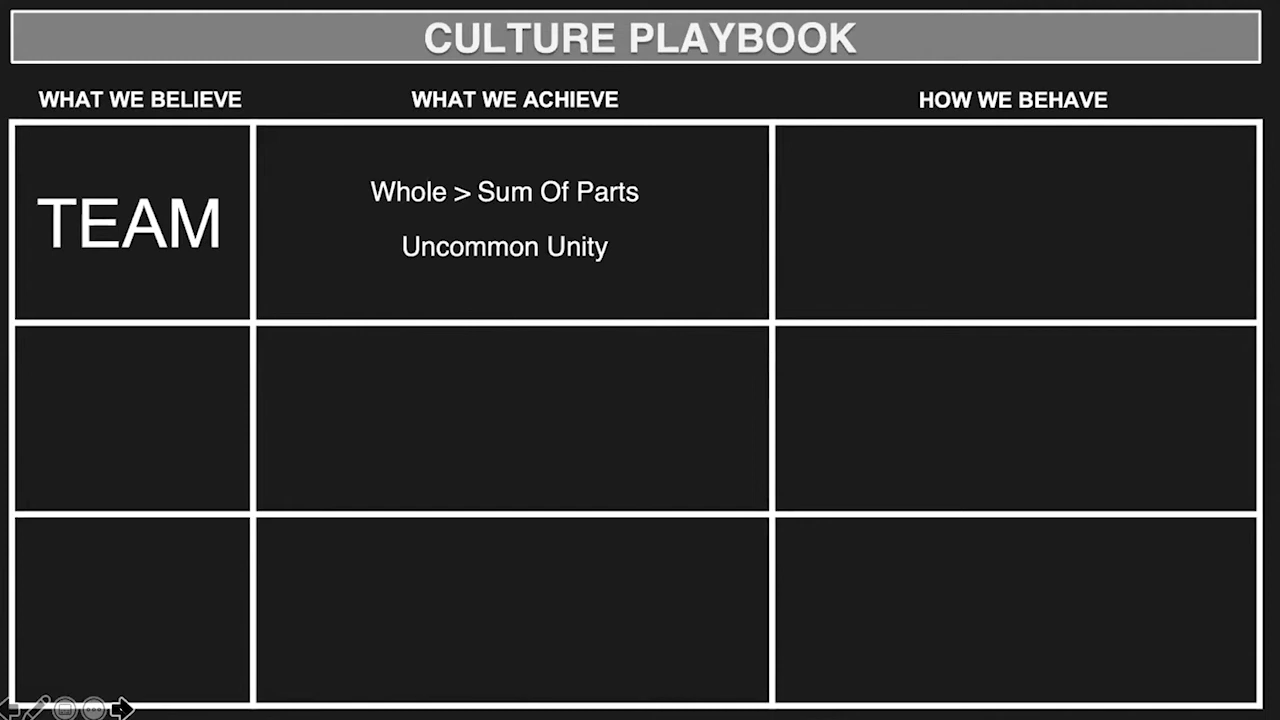 CULTURE PLAYBOOK
WHAT WE BELIEVE
WHAT WE ACHIEVE
HOW WE BEHAVE
TEAM
Whole > Sum Of Parts
Uncommon Unity